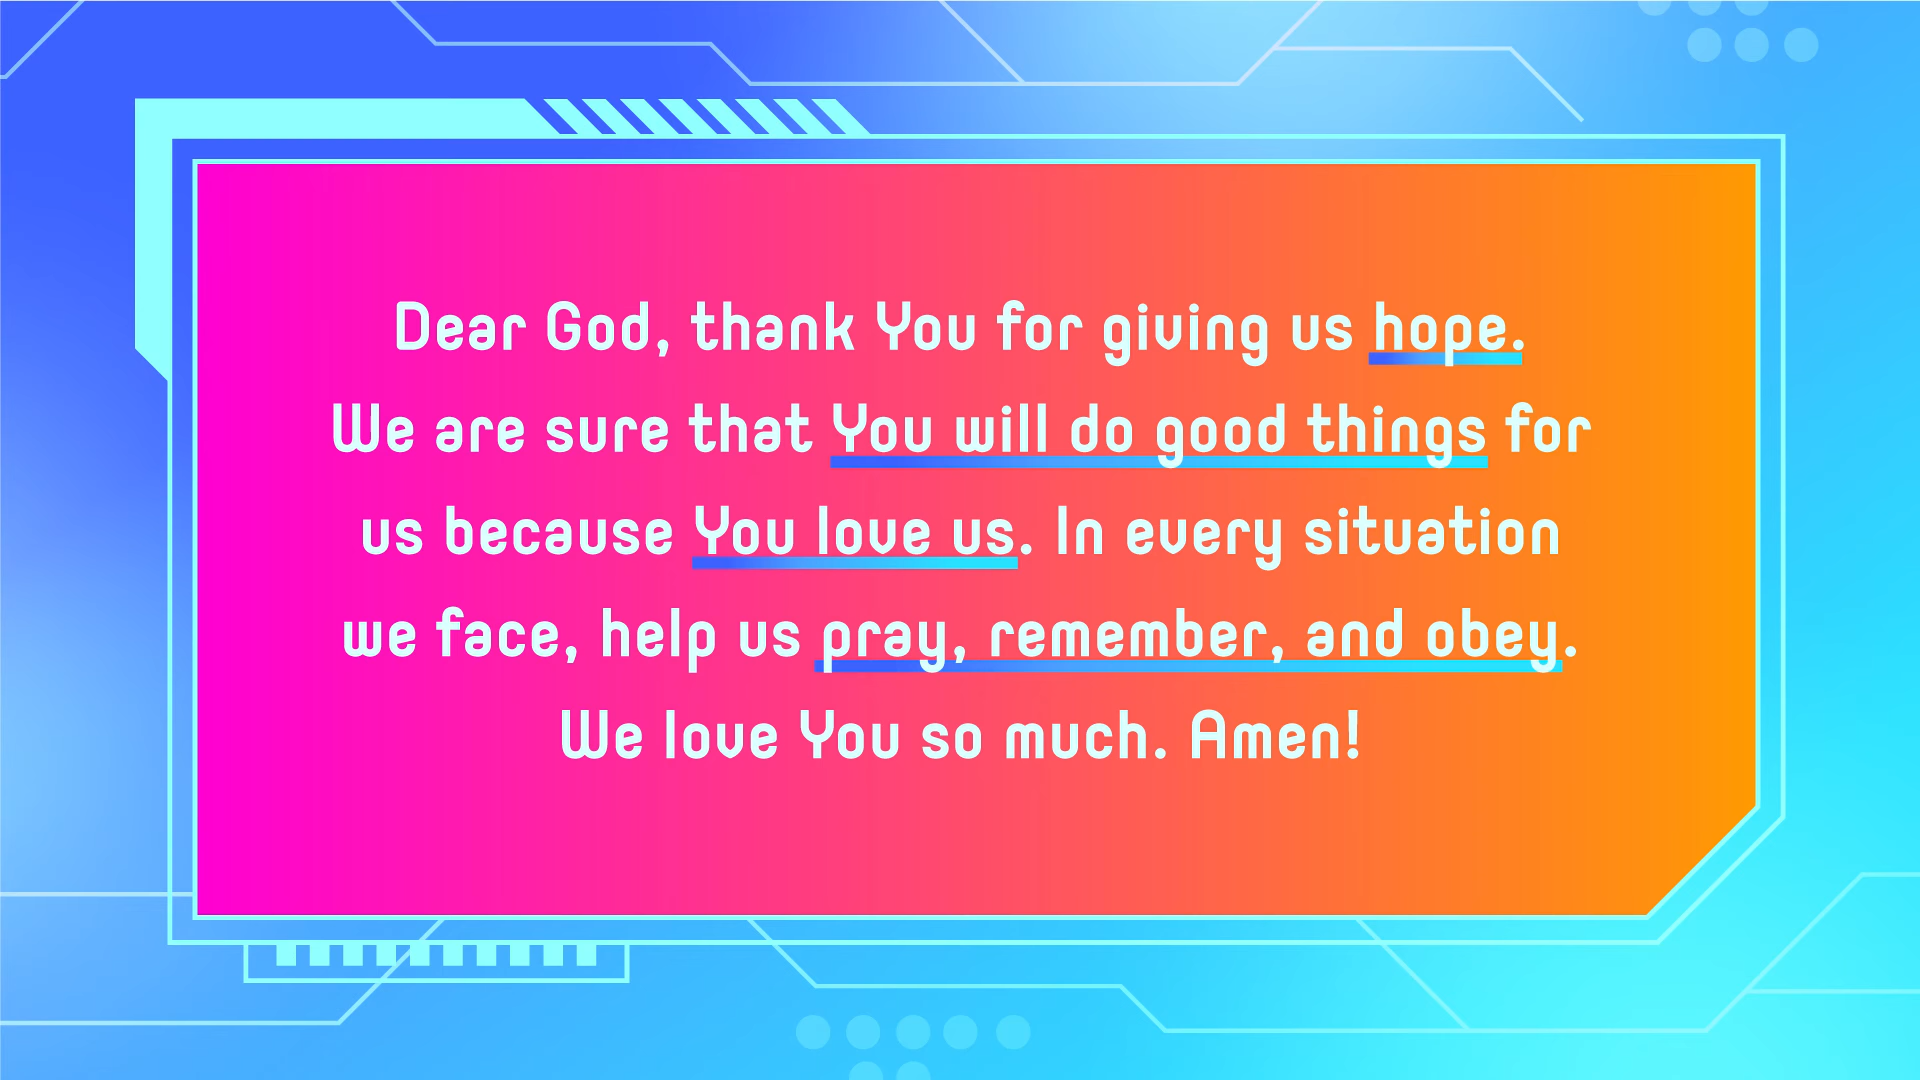 Dear God, thank You for giving us hope.
We are sure that You will do good things for
us because You love us. In every situation
we face, help us pray, remember, and obey.
We love You so much. Amen!